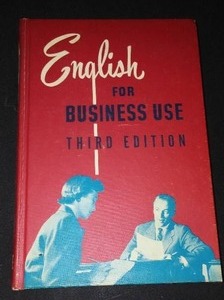 English
FOR
BUSINESS USE
THIRD EDITION